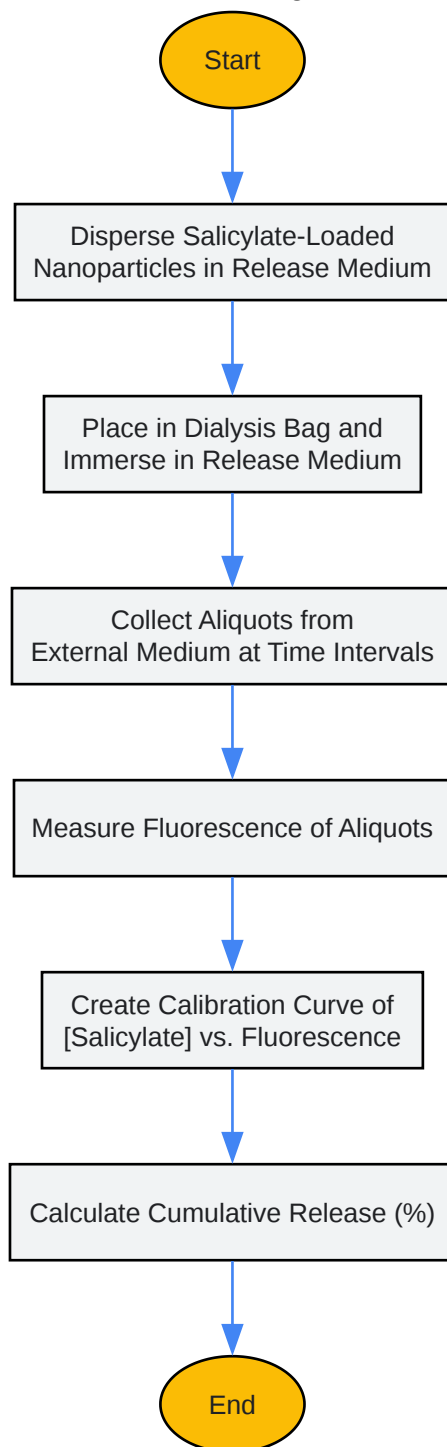 Start
Disperse Salicylate-Loaded
Nanoparticles in Release Medium
Place in Dialysis Bag and
Immerse in Release Medium
Collect Aliquots from
External Medium at Time Intervals
Measure Fluorescence of Aliquots
Create Calibration Curve of
[Salicylate] vs. Fluorescence
Calculate Cumulative Release (%)
End